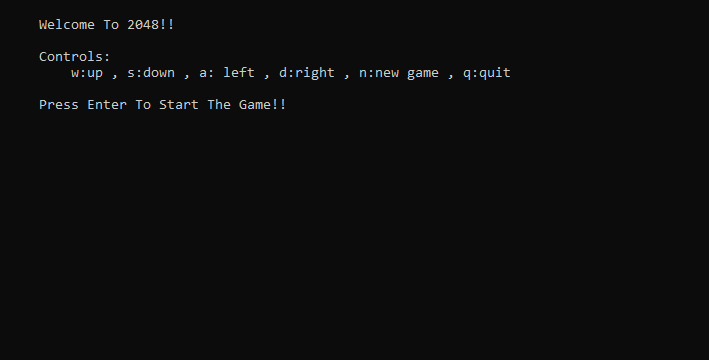 Welcome To 2048!!
Controls:
w:up , s:down , a: left , d:right , n:new game , q:quit
Press Enter To Start The Game!!